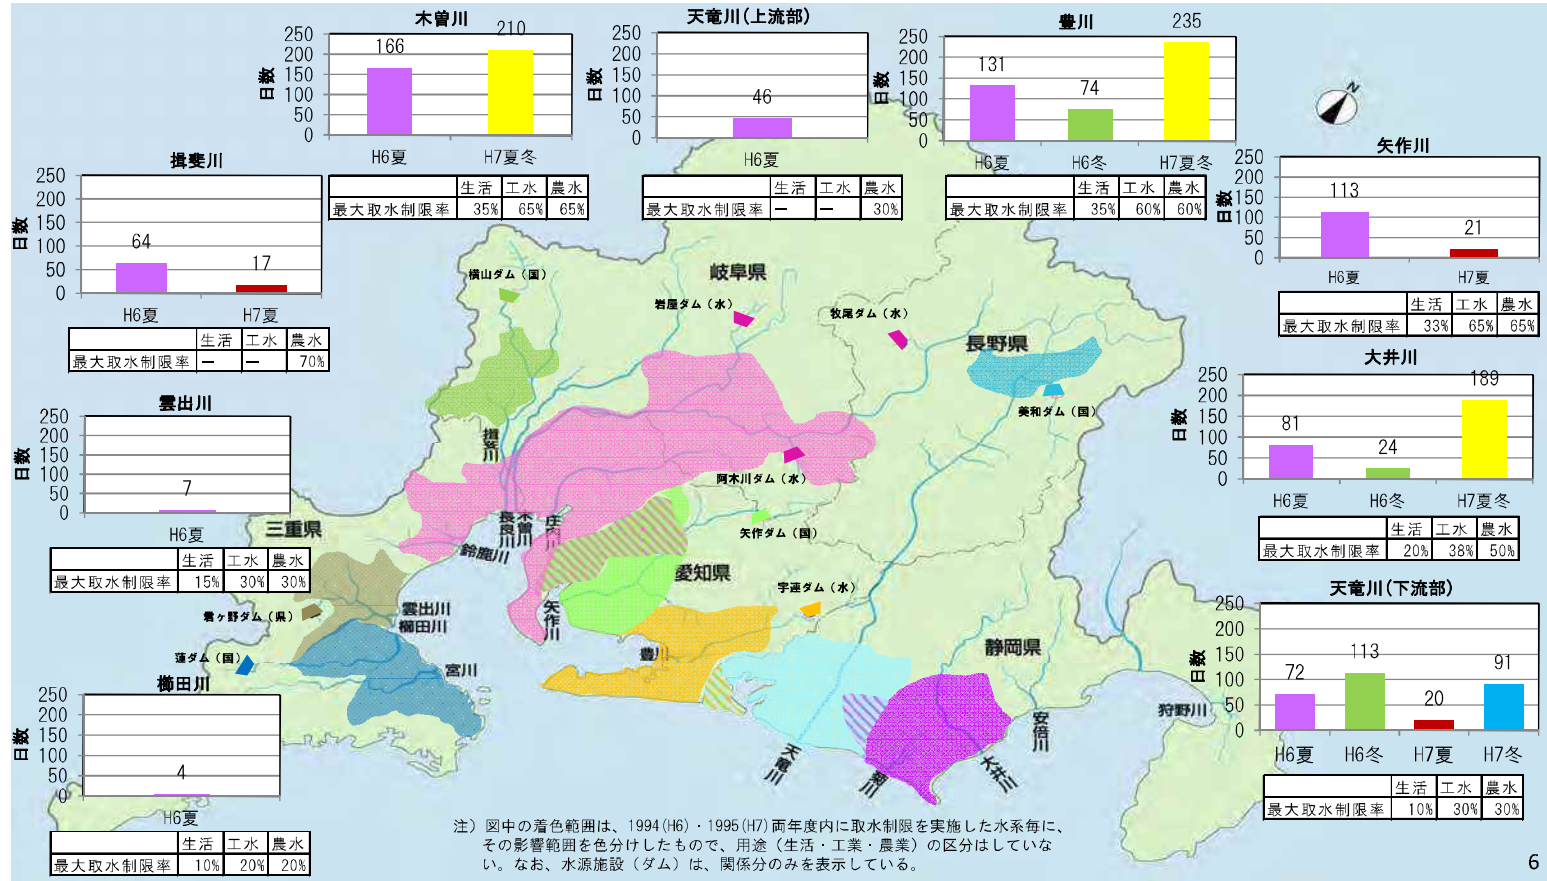 木曽川
日数
250
200
150
100
50
0
166
210
H6夏
H7夏冬
生活 工水 農水
最大取水制限率 35% 65% 65%
天竜川(上流部)
日数
250
200
150
100
50
0
46
H6夏
生活 工水 農水
最大取水制限率 － － 30%
豊川
日数
250
200
150
100
50
0
131
74
235
H6夏
H6冬
H7夏冬
生活 工水 農水
最大取水制限率 35% 60% 60%
N
矢作川
日数
250
200
150
100
50
0
113
21
H6夏
H7夏
生活 工水 農水
最大取水制限率 33% 65% 65%
揖斐川
日数
250
200
150
100
50
0
64
17
H6夏
H7夏
生活 工水 農水
最大取水制限率 － － 70%
大井川
日数
250
200
150
100
50
0
81
24
189
H6夏
H6冬
H7夏冬
生活 工水 農水
最大取水制限率 20% 38% 50%
雲出川
日数
250
200
150
100
50
0
7
H6夏
生活 工水 農水
最大取水制限率 15% 30% 30%
天竜川(下流部)
日数
250
200
150
100
50
0
72
113
20
91
H6夏
H6冬
H7夏
H7冬
生活 工水 農水
最大取水制限率 10% 30% 30%
櫛田川
日数
250
200
150
100
50
0
4
H6夏
生活 工水 農水
最大取水制限率 10% 20% 20%
横山ダム（国）
岩屋ダム（水）
岐阜県
牧尾ダム（水）
長野県
美和ダム（国）
揖斐川
阿木川ダム（水）
長良川
木曽川
庄内川
矢作ダム（国）
三重県
鈴鹿川
愛知県
宇連ダム（水）
君ヶ野ダム（県）
雲出川
櫛田川
矢作川
蓮ダム（国）
宮川
豊川
静岡県
狩野川
安倍川
天竜川
菊川
大井川
注）図中の着色範囲は、1994(H6)・1995(H7)両年度内に取水制限を実施した水系毎に、
その影響範囲を色分けしたもので、用途（生活・工業・農業）の区分はしていな
い。なお、水源施設（ダム）は、関係分のみを表示している。
6